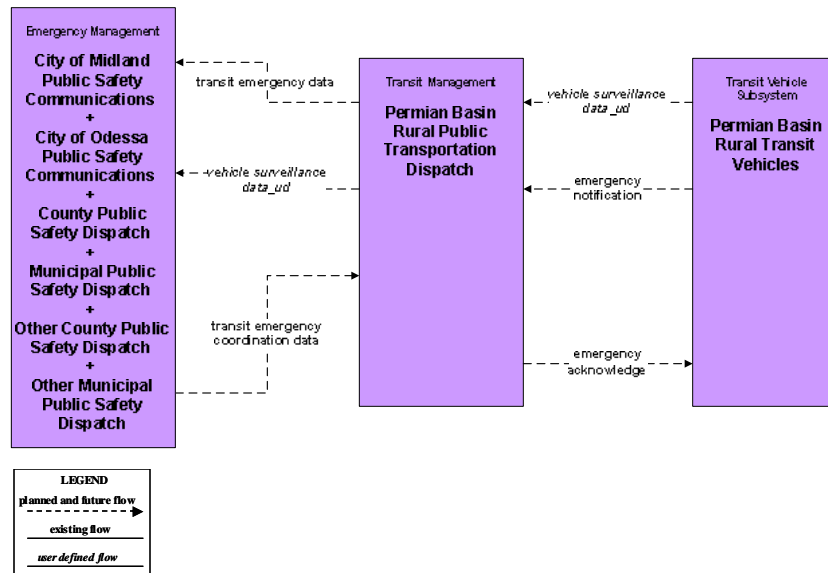 Emergency Management
City of Midland
Public Safety
Communications
+
City of Odessa
Public Safety
Communications
+
County Public
Safety Dispatch
+
Municipal Public
Safety Dispatch
+
Other County Public
Safety Dispatch
+
Other Municipal
Public Safety
Dispatch
transit emergency data
vehicle surveillance
data_ud
transit emergency
coordination data
Transit Management
Permian Basin
Rural Public
Transportation
Dispatch
vehicle surveillance
data_ud
emergency
notification
emergency
acknowledge
Transit Vehicle
Subsystem
Permian Basin
Rural Transit
Vehicles
LEGEND
planned and future flow
existing flow
user defined flow